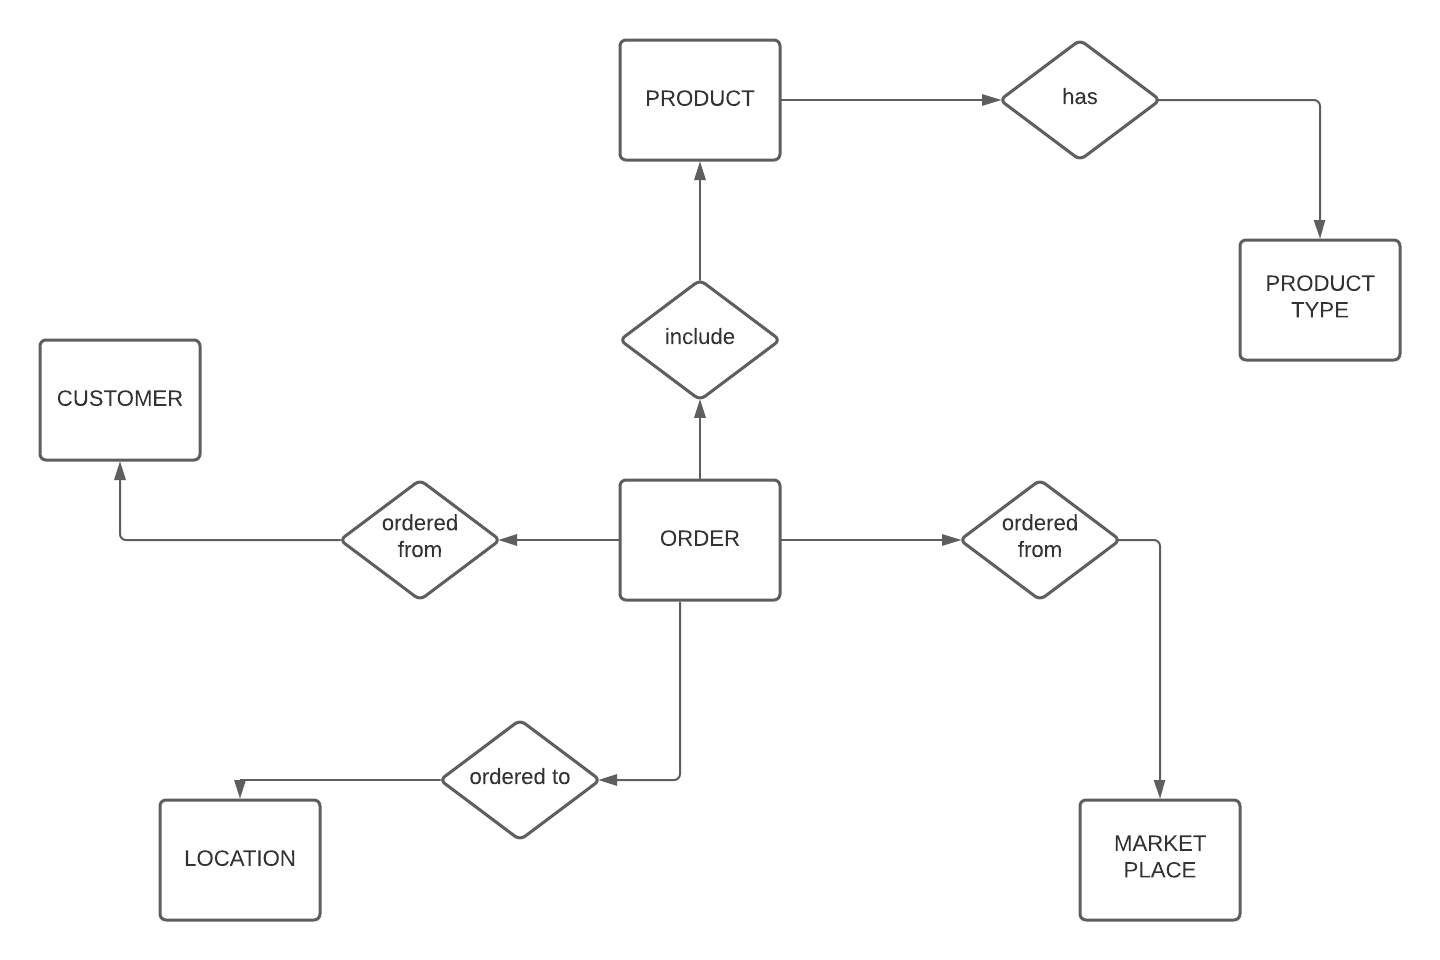 PRODUCT
has
PRODUCT
TYPE
include
CUSTOMER
ordered
from
ORDER
ordered
from
ordered to
LOCATION
MARKET
PLACE